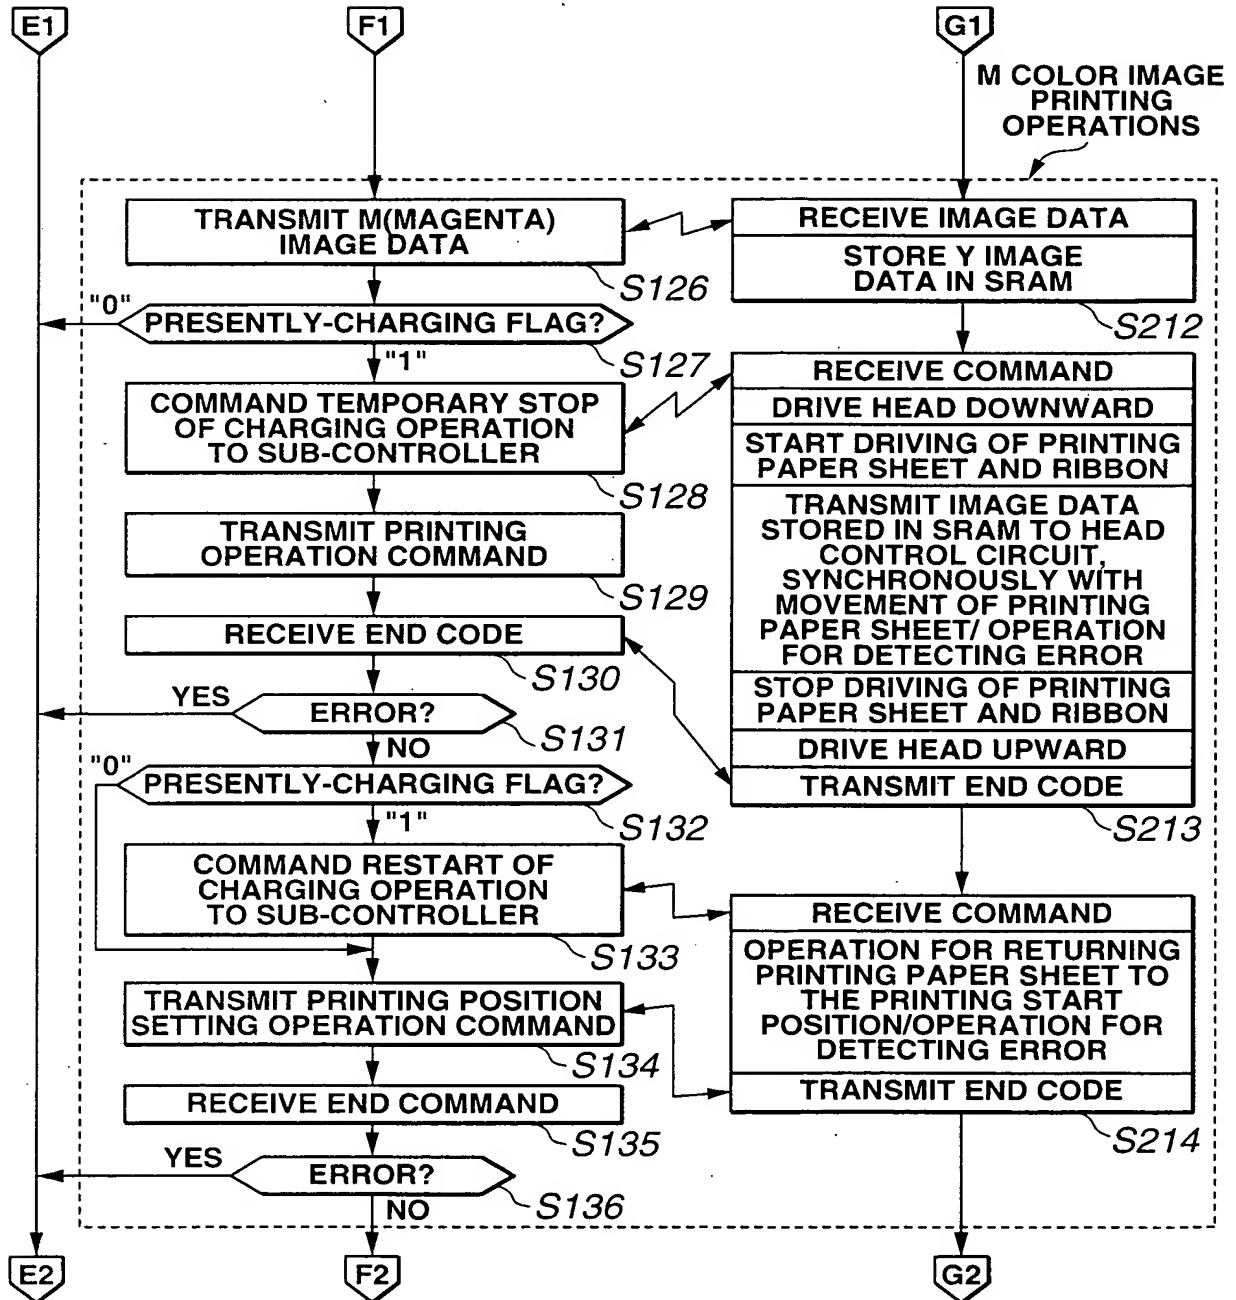 E1
F1
G1
M COLOR IMAGE
PRINTING
OPERATIONS
TRANSMIT M(MAGENTA)
IMAGE DATA
S126
RECEIVE IMAGE DATA
STORE Y IMAGE
DATA IN SRAM
S212
"0"
PRESENTLY-CHARGING FLAG?
S127
"1"
COMMAND TEMPORARY STOP
OF CHARGING OPERATION
TO SUB-CONTROLLER
S128
TRANSMIT PRINTING
OPERATION COMMAND
S129
RECEIVE END CODE
S130
YES
ERROR?
S131
NO
"0"
PRESENTLY-CHARGING FLAG?
S132
"1"
RECEIVE COMMAND
DRIVE HEAD DOWNWARD
START DRIVING OF PRINTING
PAPER SHEET AND RIBBON
TRANSMIT IMAGE DATA
STORED IN SRAM TO HEAD
CONTROL CIRCUIT,
SYNCHRONOUSLY WITH
MOVEMENT OF PRINTING
PAPER SHEET/ OPERATION
FOR DETECTING ERROR
STOP DRIVING OF PRINTING
PAPER SHEET AND RIBBON
DRIVE HEAD UPWARD
TRANSMIT END CODE
S213
COMMAND RESTART OF
CHARGING OPERATION
TO SUB-CONTROLLER
S133
TRANSMIT PRINTING POSITION
SETTING OPERATION COMMAND
S134
RECEIVE END COMMAND
S135
YES
ERROR?
S136
NO
RECEIVE COMMAND
OPERATION FOR RETURNING
PRINTING PAPER SHEET TO
THE PRINTING START
POSITION/OPERATION FOR
DETECTING ERROR
TRANSMIT END CODE
S214
E2
F2
G2